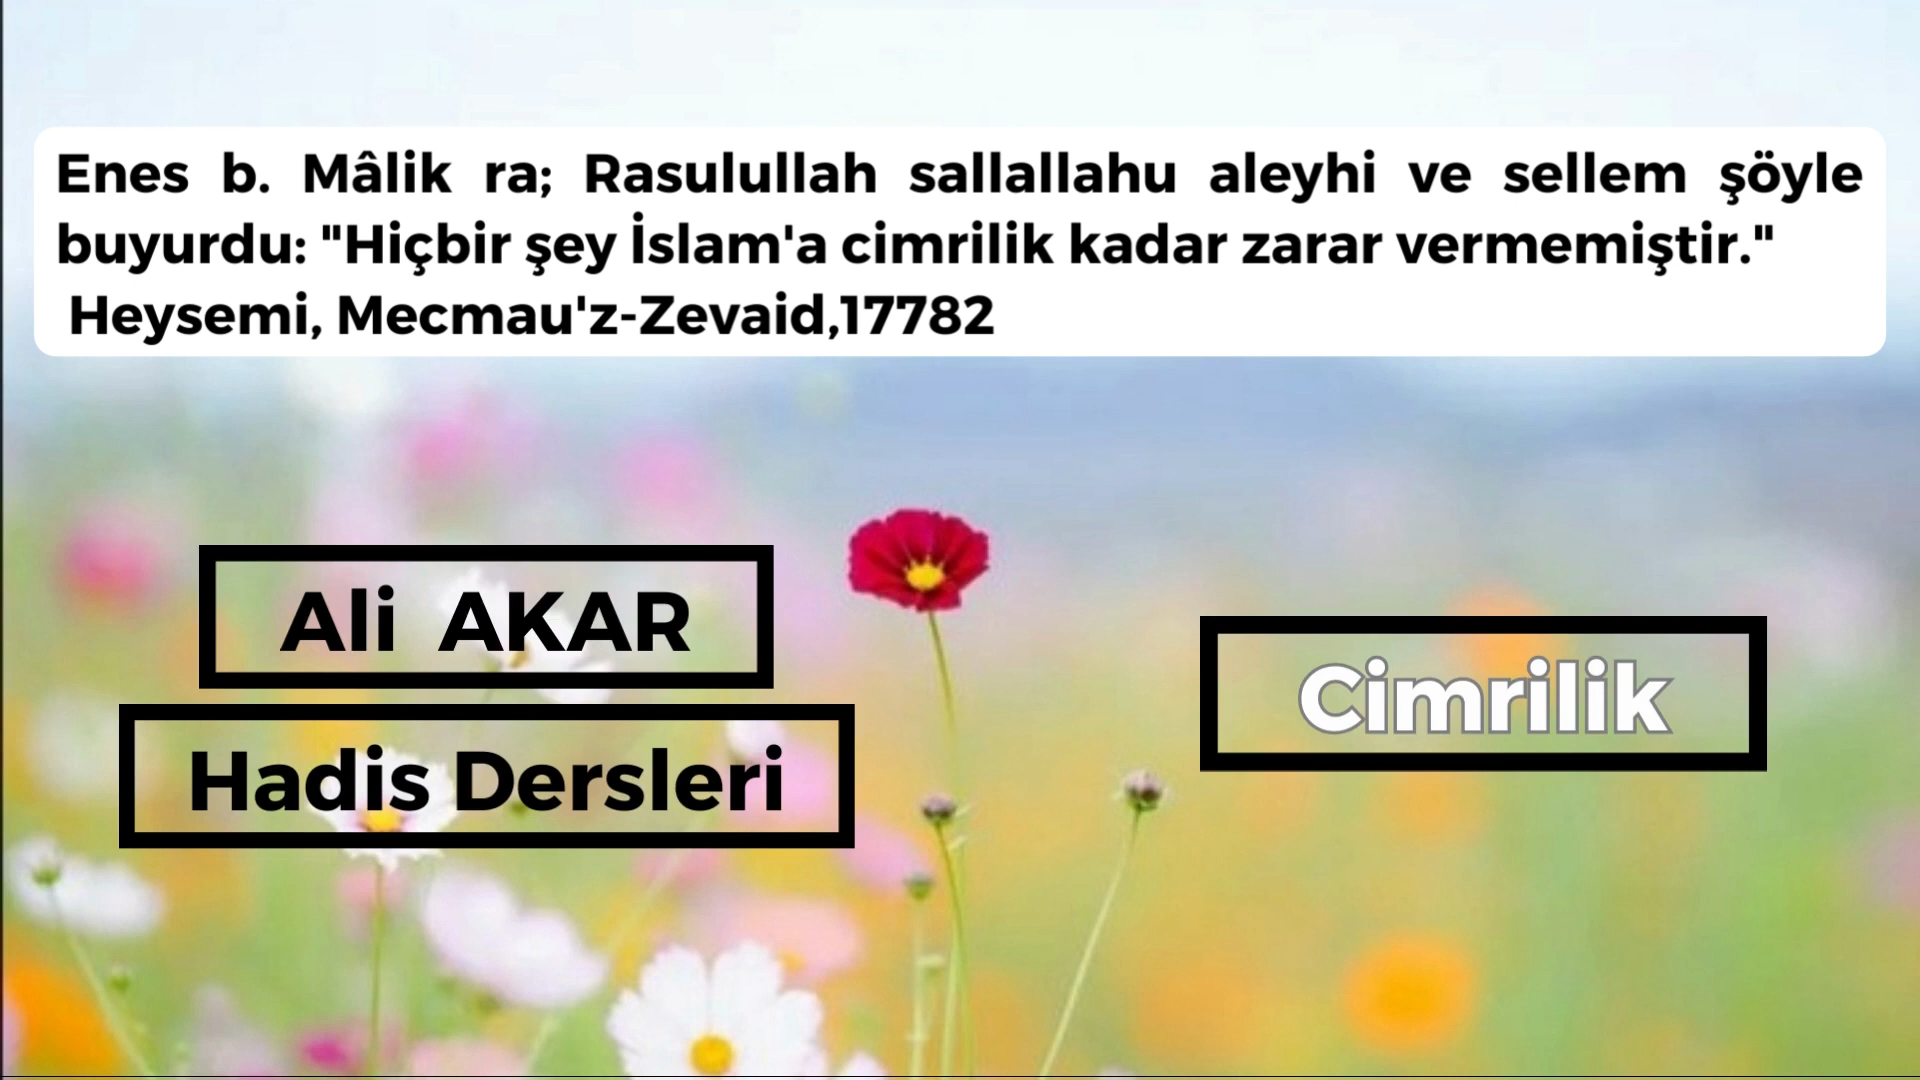 Enes b. Mâlik ra; Rasulullah sallallahu aleyhi ve sellem şöyle
buyurdu: "Hiçbir şey İslam'a cimrilik kadar zarar vermemiştir."
Heysemi, Mecmau'z-Zevaid,17782
Ali AKAR
Hadis Dersleri
Cimrilik